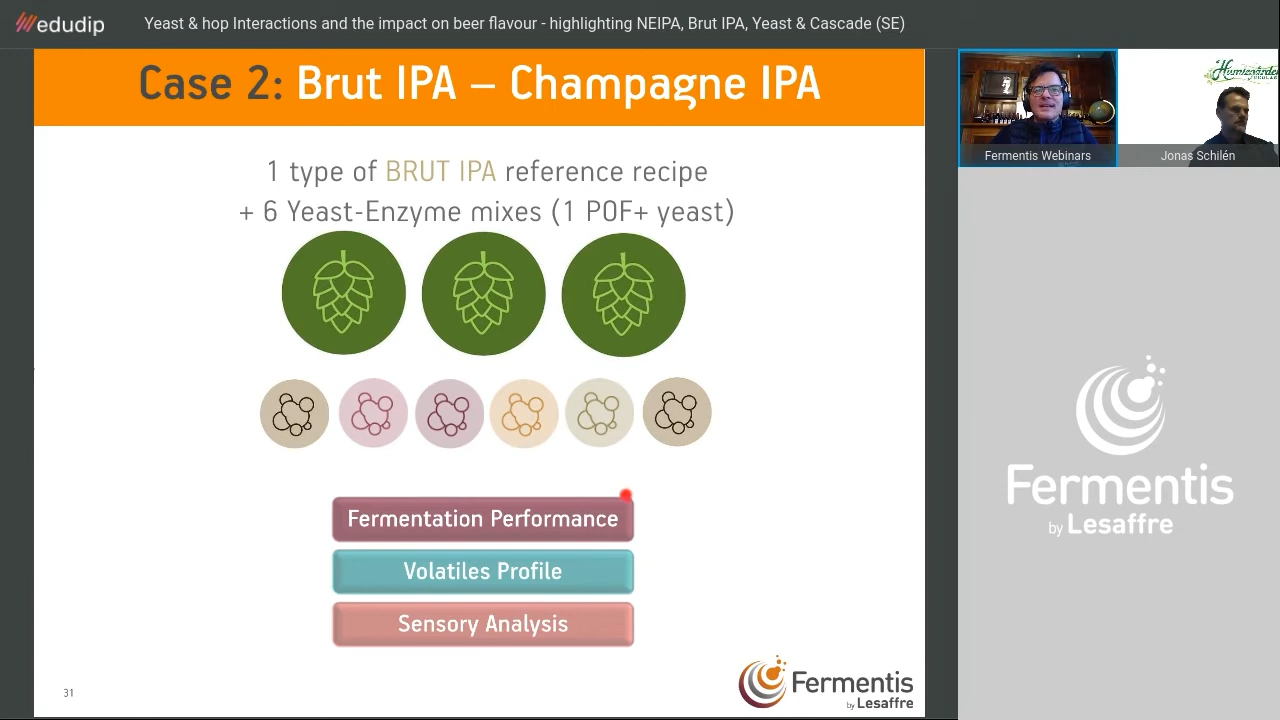 edudip
Yeast & hop Interactions and the impact on beer flavour - highlighting NEIPA, Brut IPA, Yeast & Cascade (SE)
Case 2: Brut IPA – Champagne IPA
1 type of BRUT IPA reference recipe
+ 6 Yeast-Enzyme mixes (1 POF+ yeast)
Fermentation Performance
Volatiles Profile
Sensory Analysis
31
Fermentis
by Lesaffre
Fermentis Webinars
Jonas Schilén
Fermentis
by Lesaffre